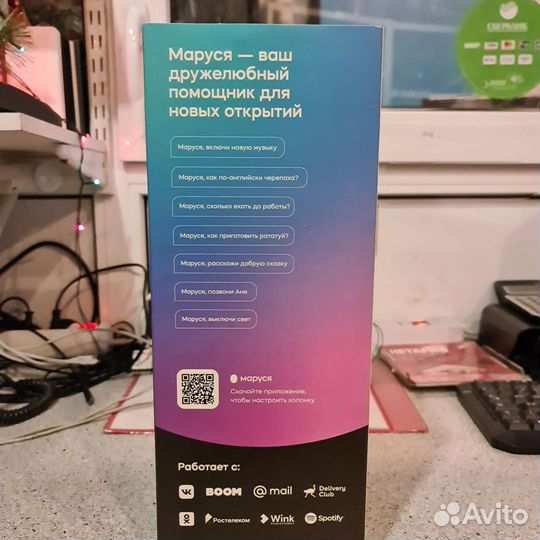 Маруся — ваш
дружелюбный
помощник для
новых открытий
Маруся, включи новую музыку
Маруся, как по-английски черепаха?
Маруся, сколько ехать до работы?
Маруся, как приготовить рататуй?
Маруся, расскажи добрую сказку
Маруся, позвони Ане
Маруся, выключи свет
маруся
Скачайте приложение,
чтобы настроить колонку.
Работает с:
BOOM
@mail
Delivery
Club
Ростелеком
Wink
Spotify
СБЕРБАНК
МИР
Avito